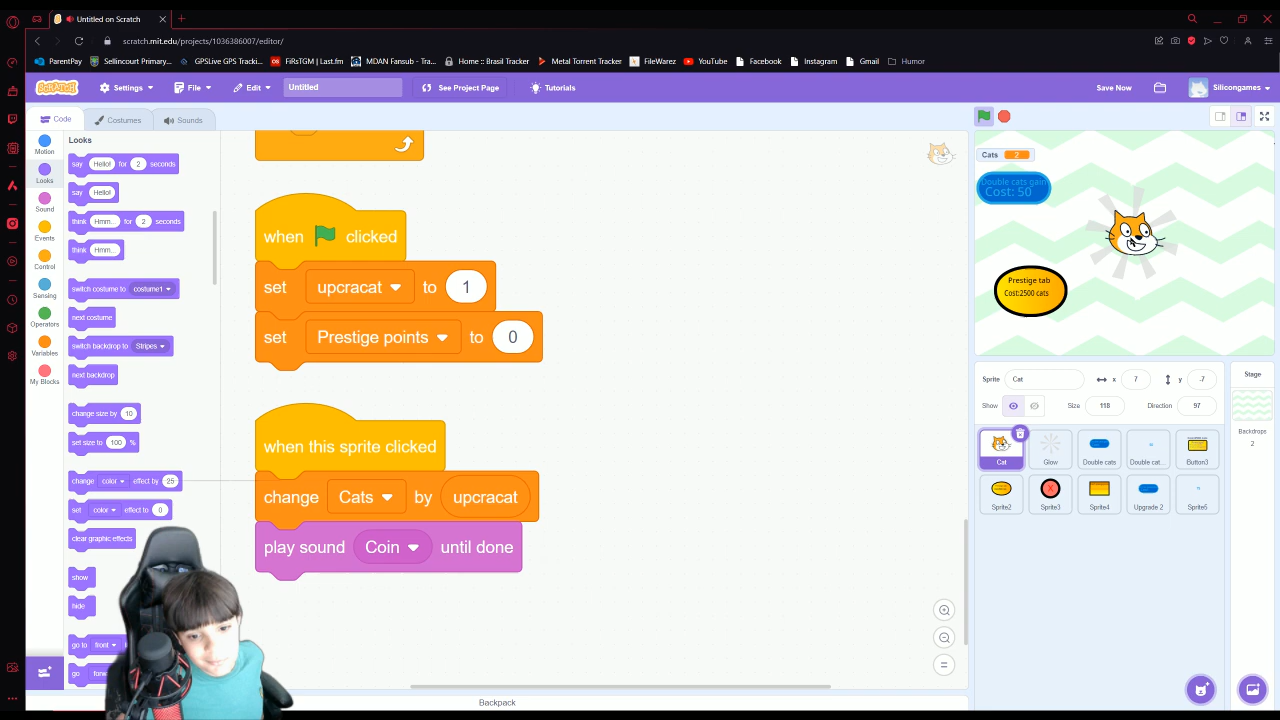 Untitled on Scratch
scratch.mit.edu/projects/1036386007/editor/
ParentPay
Sellincourt Primary...
GPSLive GPS Tracki...
FiRsTGM | Last.fm
MDAN Fansub – Tra...
Home :: Brasil Tracker
Metal Torrent Tracker
FileWarez
YouTube
Facebook
Instagram
Gmail
Humor
SCRATCH
Settings
File
Edit
Untitled
See Project Page
Tutorials
Save Now
Silicongames
Code
Costumes
Sounds
Motion
Looks
Sound
Events
Control
Sensing
Operators
Variables
My Blocks
Looks
say Hello! for 2 seconds
say Hello!
think Hmm... for 2 seconds
think Hmm...
switch costume to costume1
next costume
switch backdrop to Stripes
next backdrop
change size by 10
set size to 100 %
change color effect by 25
set color effect to 0
clear graphic effects
show
hide
go to front
go
when clicked
set upcracat to 1
set Prestige points to 0
when this sprite clicked
change Cats by upcracat
play sound Coin until done
Backpack
Cats 2
Double cats gain
Cost: 50
Prestige tab
Cost:2500 cats
Sprite Cat x 7 y -7
Show Size 118 Direction 97
Cat
Glow
Double cats
Double cat...
Button3
Sprite2
Sprite3
Sprite4
Upgrade 2
Sprite5
Stage
Backdrops
2